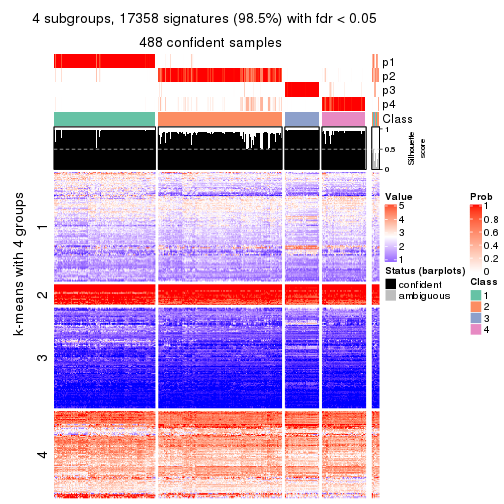 4 subgroups, 17358 signatures (98.5%) with fdr < 0.05
488 confident samples
p1
p2
p3
p4
Class
1
0.5
0
Silhouette
score
k-means with 4 groups
1
2
3
4
Value
5
4
3
2
1
Status (barplots)
confident
ambiguous
Prob
1
0.8
0.6
0.4
0.2
0
Class
1
2
3
4